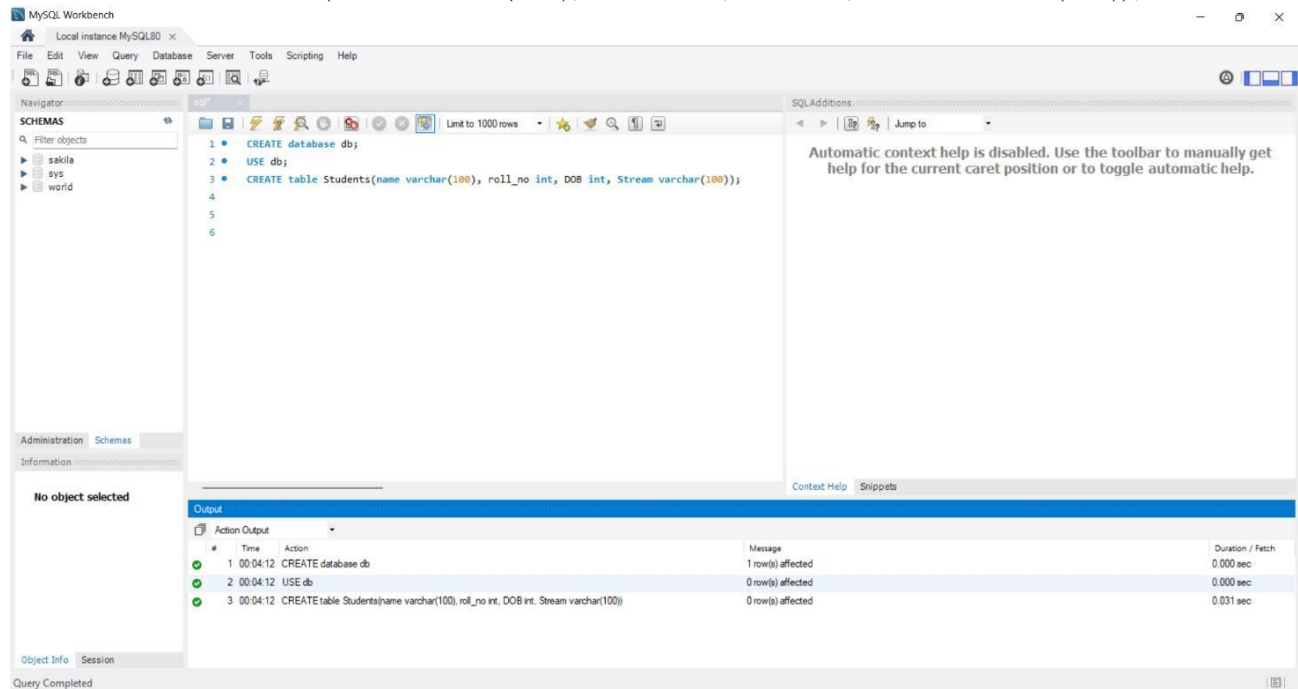 MySQL Workbench
Local instance MySQL80
File Edit View Query Database Server Tools Scripting Help
Navigator
SCHEMAS
Filter objects
sakila
sys
world
Administration Schemas
Information
No object selected
Object Info Session
Query Completed
Limit to 1000 rows
1 CREATE database db;
2 USE db;
3 CREATE table Students(name varchar(100), roll_no int, DOB int, Stream varchar(100));
4
5
6
SQLAdditions
Jump to
Automatic context help is disabled. Use the toolbar to manually get
help for the current caret position or to toggle automatic help.
Context Help Snippets
Output
Action Output
# Time Action Message Duration / Fetch
1 00:04:12 CREATE database db 1 row(s) affected 0.000 sec
2 00:04:12 USE db 0 row(s) affected 0.000 sec
3 00:04:12 CREATE table Students(name varchar(100), roll_no int, DOB int, Stream varchar(100)) 0 row(s) affected 0.031 sec